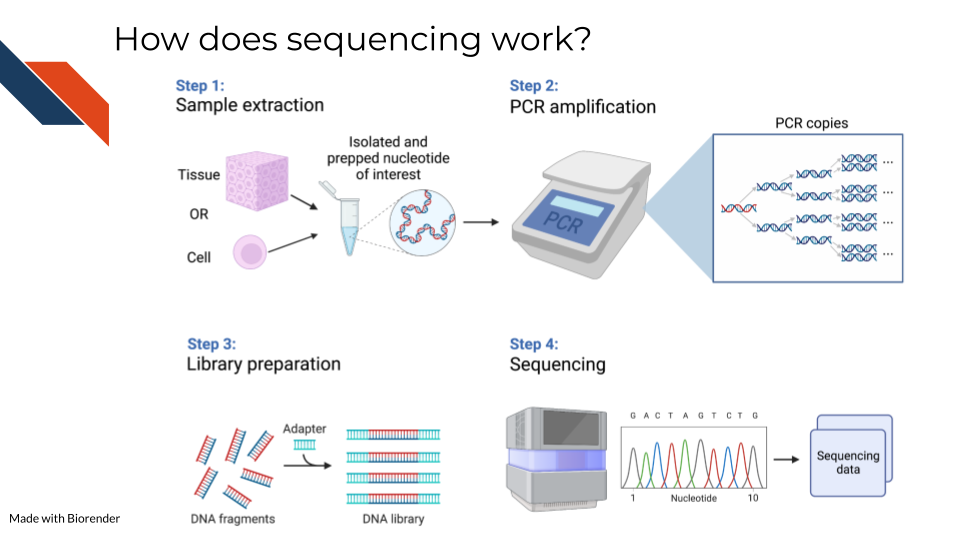 How does sequencing work?
Step 1:
Sample extraction
Tissue
OR
Cell
Isolated and
prepped nucleotide
of interest
Step 2:
PCR amplification
PCR
PCR copies
...
...
...
...
Step 3:
Library preparation
Adapter
DNA fragments
DNA library
Step 4:
Sequencing
G A C T A G T C T G
1 Nucleotide 10
Sequencing
data
Made with Biorender